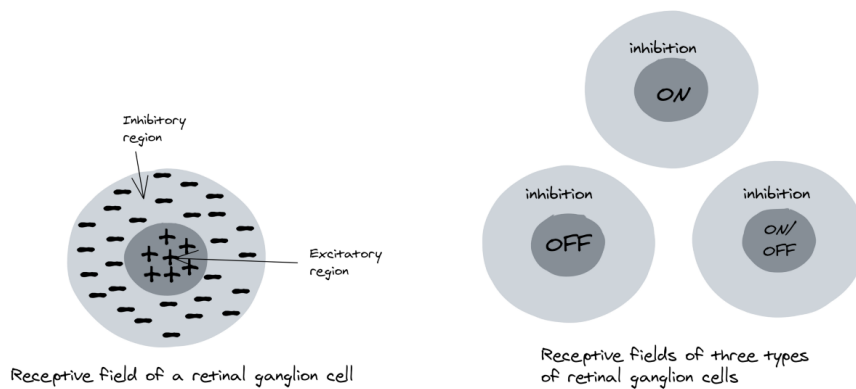 Inhibitory
region
Excitatory
region
Receptive field of a retinal ganglion cell
inhibition
ON
inhibition
OFF
inhibition
ON/
OFF
Receptive fields of three types
of retinal ganglion cells